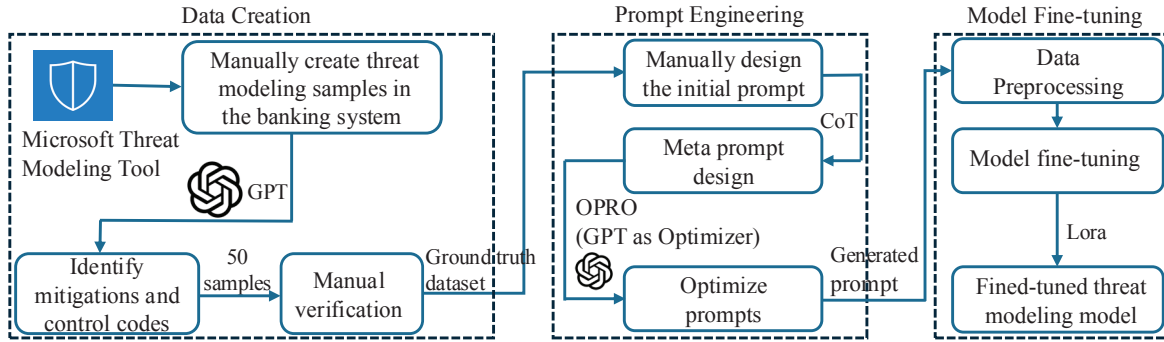 Data Creation
Manually create threat
modeling samples in
the banking system
Microsoft Threat
Modeling Tool
GPT
Identify
mitigations and
control codes
50
samples
Manual
verification
Ground truth
dataset
Prompt Engineering
Manually design
the initial prompt
CoT
Meta prompt
design
OPRO
(GPT as Optimizer)
Optimize
prompts
Generated
prompt
Model Fine-tuning
Data
Preprocessing
Model fine-tuning
Lora
Fined-tuned threat
modeling model